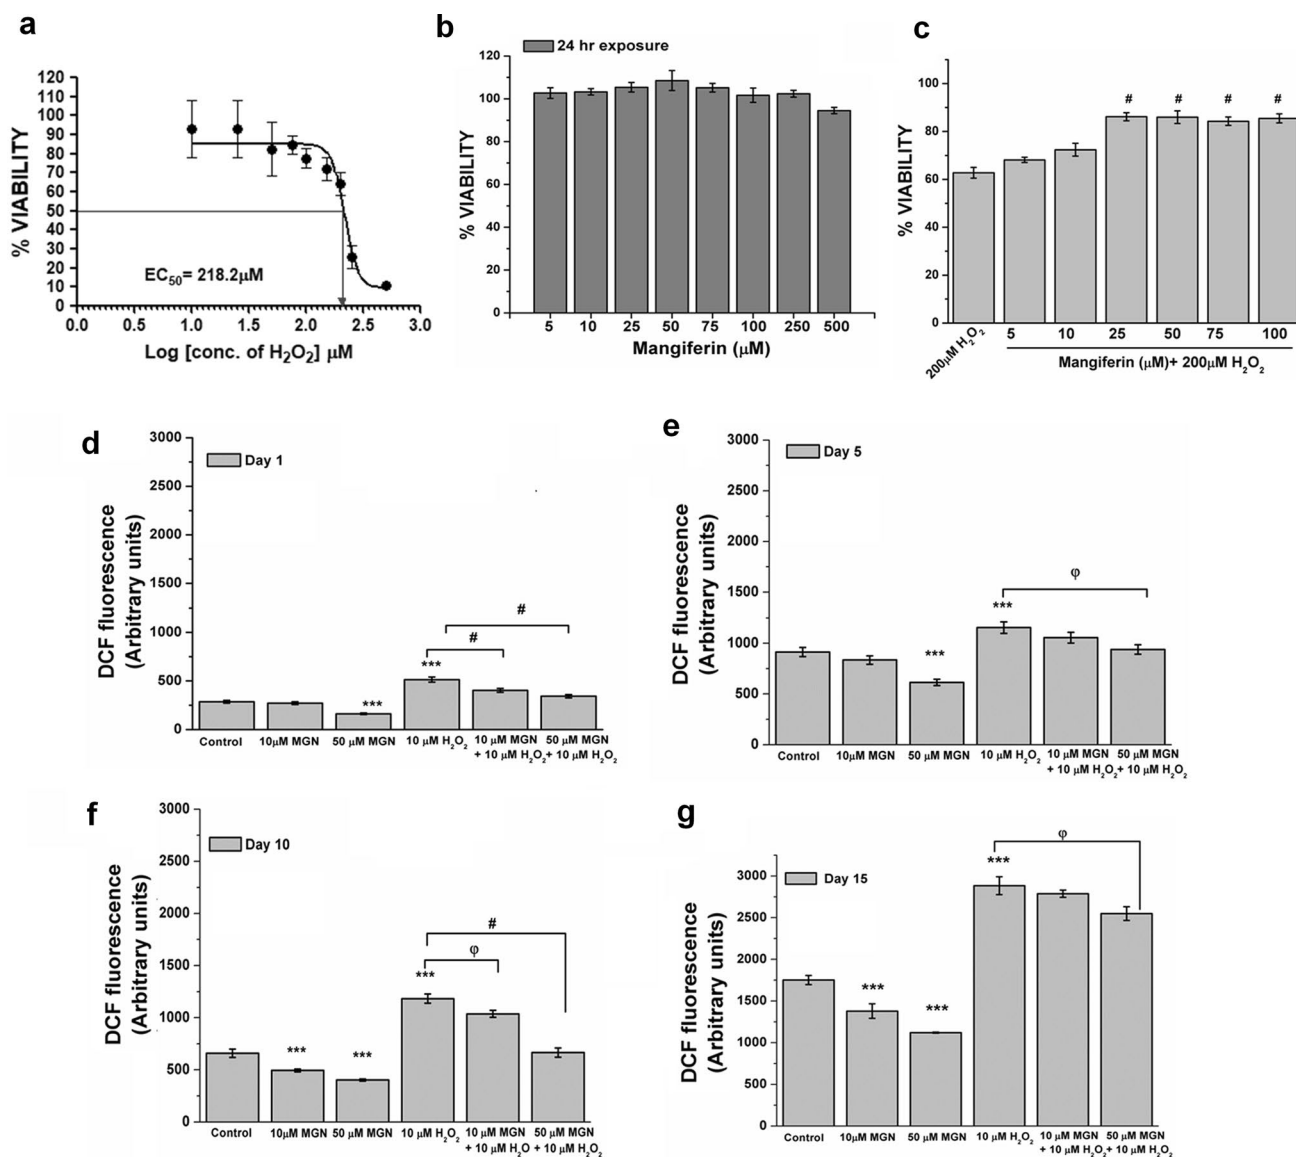 a
% VIABILITY
120
110
100
90
80
70
60
50
40
30
20
10
0
EC50= 218.2μM
0.0 0.5 1.0 1.5 2.0 2.5 3.0
Log [conc. of H2O2] μM
b
24 hr exposure
% VIABILITY
120
100
80
60
40
20
0
5 10 25 50 75 100 250 500
Mangiferin (μM)
c
% VIABILITY
100
80
60
40
20
0
# # # #
200μM H2O2
5 10 25 50 75 100
Mangiferin (μM)+ 200μM H2O2
d
Day 1
DCF fluorescence
(Arbitrary units)
3000
2500
2000
1500
1000
500
0
#
#
***
***
Control 10μM MGN 50 μM MGN 10 μM H2O2 10 μM MGN 50 μM MGN
+ 10 μM H2O2 + 10 μM H2O2
e
Day 5
DCF fluorescence
(Arbitrary units)
3000
2500
2000
1500
1000
500
0
φ
***
***
Control 10μM MGN 50 μM MGN 10 μM H2O2 10 μM MGN 50 μM MGN
+ 10 μM H2O2 + 10 μM H2O2
f
Day 10
DCF fluorescence
(Arbitrary units)
3000
2500
2000
1500
1000
500
0
#
φ
***
*** ***
Control 10μM MGN 50 μM MGN 10 μM H2O2 10 μM MGN 50 μM MGN
+ 10 μM H2O + 10 μM H2O2
g
Day 15
DCF fluorescence
(Arbitrary units)
3000
2500
2000
1500
1000
500
0
φ
***
***
***
Control 10μM MGN 50 μM MGN 10 μM H2O2 10 μM MGN 50 μM MGN
+ 10 μM H2O2 + 10 μM H2O2